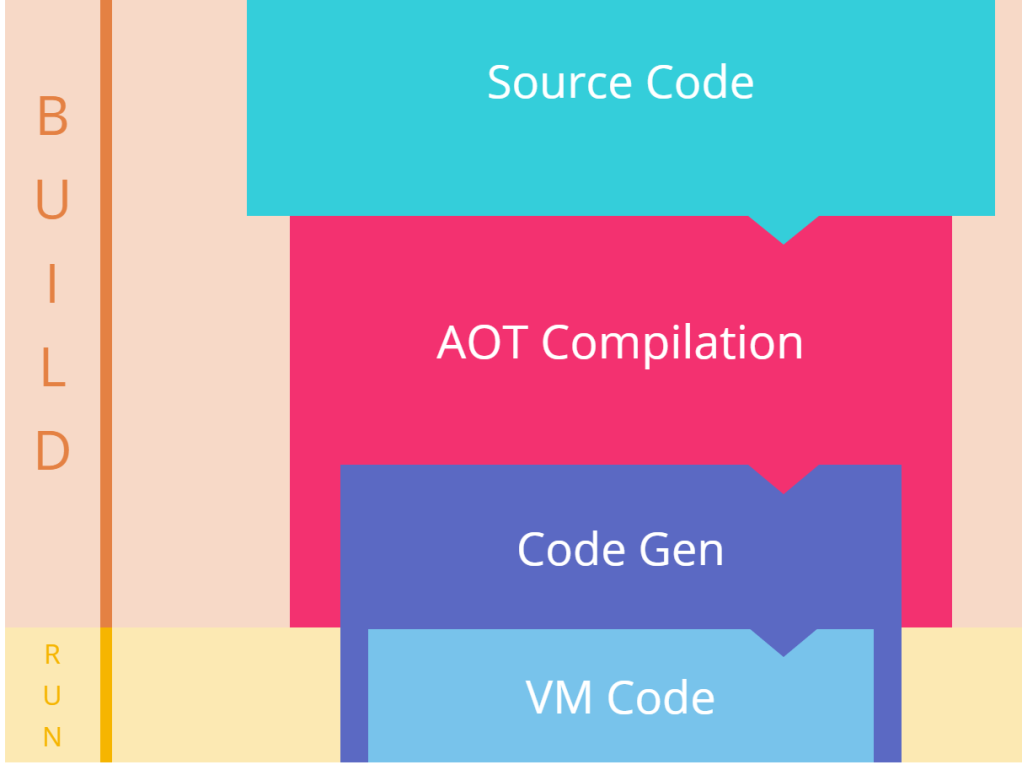 BUILD
Source Code
AOT Compilation
Code Gen
RUN
VM Code